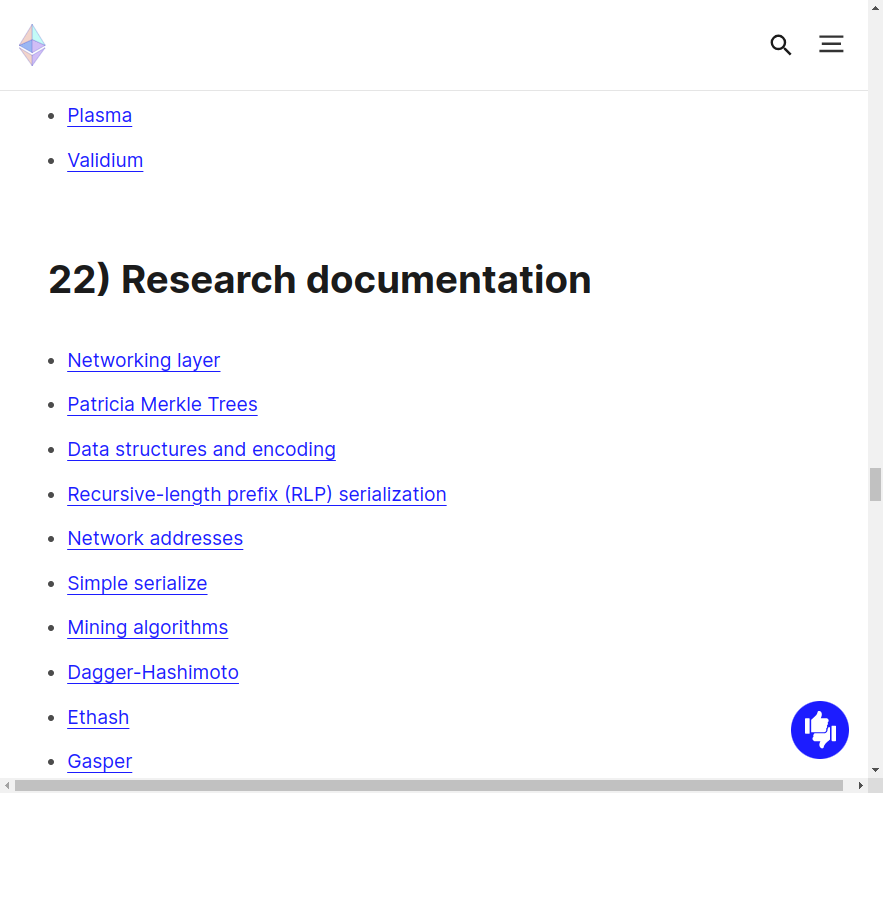 Plasma
Validium
22) Research documentation
Networking layer
Patricia Merkle Trees
Data structures and encoding
Recursive-length prefix (RLP) serialization
Network addresses
Simple serialize
Mining algorithms
Dagger-Hashimoto
Ethash
Gasper